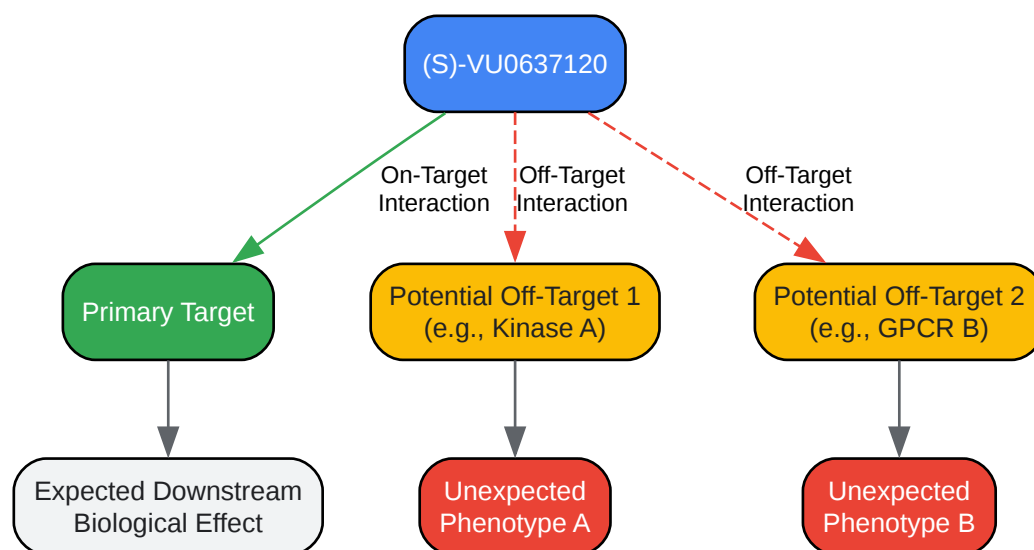 (S)-VU0637120
On-Target
Interaction
Off-Target
Interaction
Off-Target
Interaction
Primary Target
Potential Off-Target 1
(e.g., Kinase A)
Potential Off-Target 2
(e.g., GPCR B)
Expected Downstream
Biological Effect
Unexpected
Phenotype A
Unexpected
Phenotype B